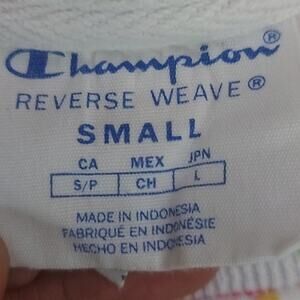 Champion®
REVERSE WEAVE®
SMALL
CA MEX JPN
S/P CH L
MADE IN INDONESIA
FABRIQUÉ EN INDONÉSIE
HECHO EN INDONESIA